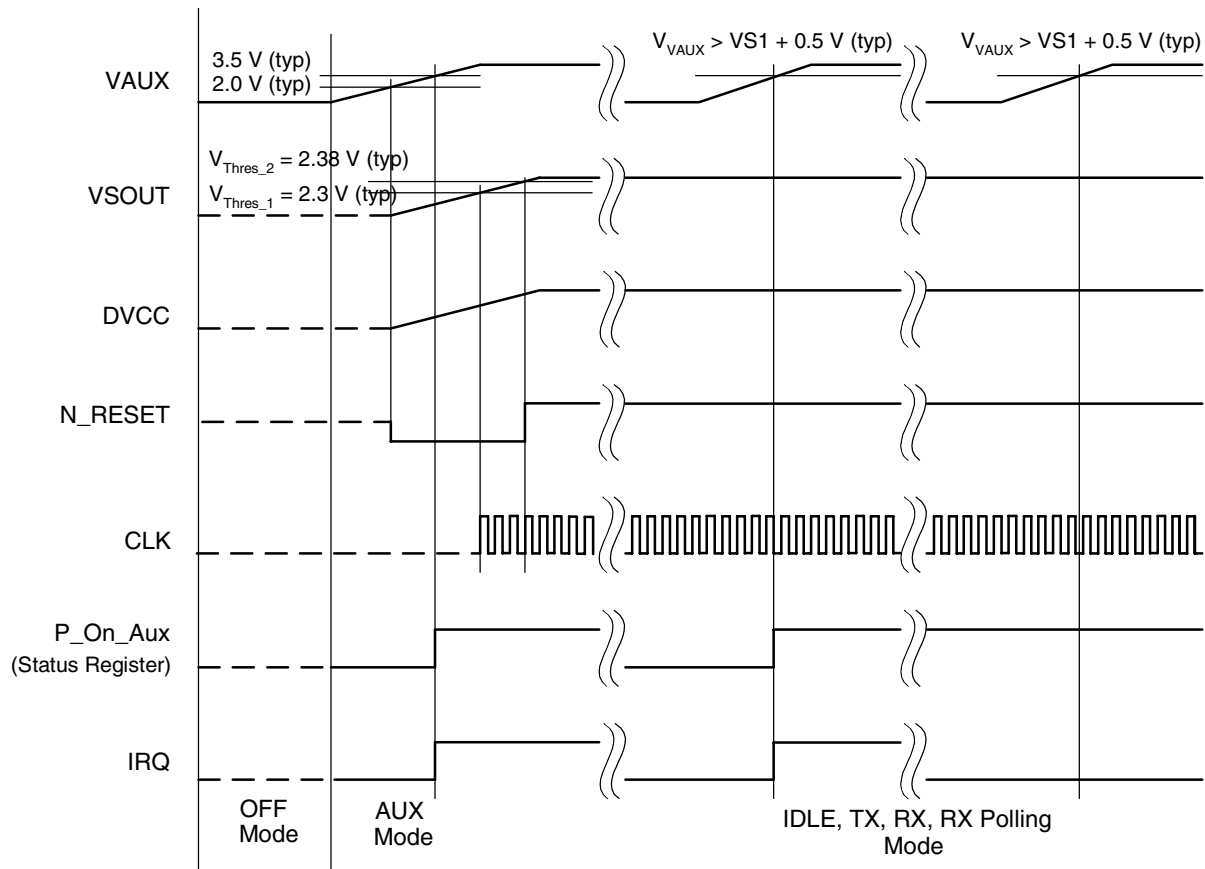 V_VAUX > VS1 + 0.5 V (typ)
V_VAUX > VS1 + 0.5 V (typ)
3.5 V (typ)
VAUX
2.0 V (typ)
V_Thres_2 = 2.38 V (typ)
VSOUT
V_Thres_1 = 2.3 V (typ)
DVCC
N_RESET
CLK
P_On_Aux
(Status Register)
IRQ
OFF
Mode
AUX
Mode
IDLE, TX, RX, RX Polling
Mode